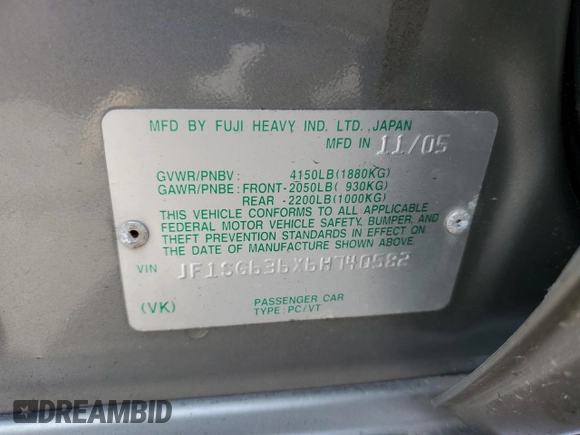 MFD BY FUJI HEAVY IND. LTD., JAPAN
MFD IN 11/05
GVWR/PNBV: 4150LB(1880KG)
GAWR/PNBE: FRONT-2050LB( 930KG)
REAR -2200LB(1000KG)
THIS VEHICLE CONFORMS TO ALL APPLICABLE
FEDERAL MOTOR VEHICLE SAFETY, BUMPER, AND
THEFT PREVENTION STANDARDS IN EFFECT ON
THE DATE OF MANUFACTURE SHOWN ABOVE.
VIN JF1SG636X6H740582
(VK) PASSENGER CAR
TYPE: PC/VT
DREAMBID